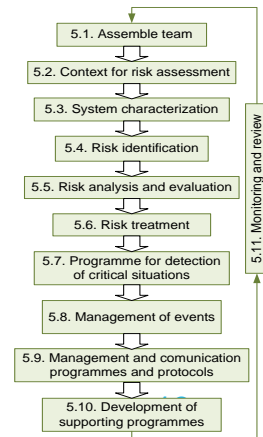 5.1. Assemble team
5.2. Context for risk assessment
5.3. System characterization
5.4. Risk identification
5.5. Risk analysis and evaluation
5.6. Risk treatment
5.7. Programme for detection
of critical situations
5.8. Management of events
5.9. Management and comunication
programmes and protocols
5.10. Development of
supporting programmes
5.11. Monitoring and review